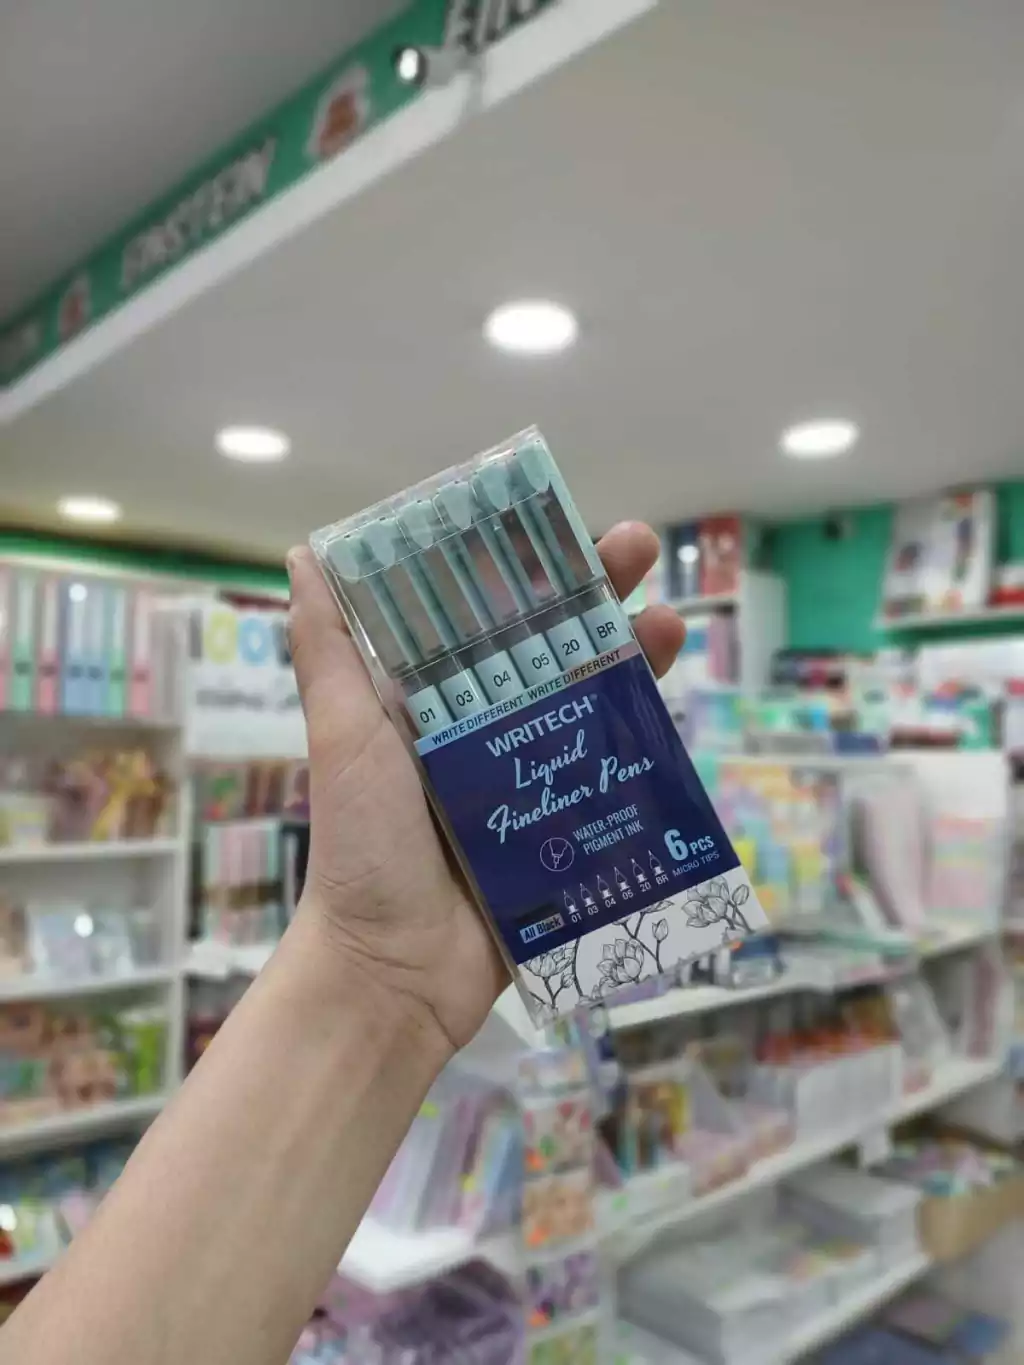 EINSTEIN
01 03 04 05 20 BR
WRITE DIFFERENT WRITE DIFFERENT
WRITECH®
Liquid
Fineliner Pens
WATER-PROOF
PIGMENT INK
6 PCS
MICRO TIPS
01 03 04 05 20 BR
All Black